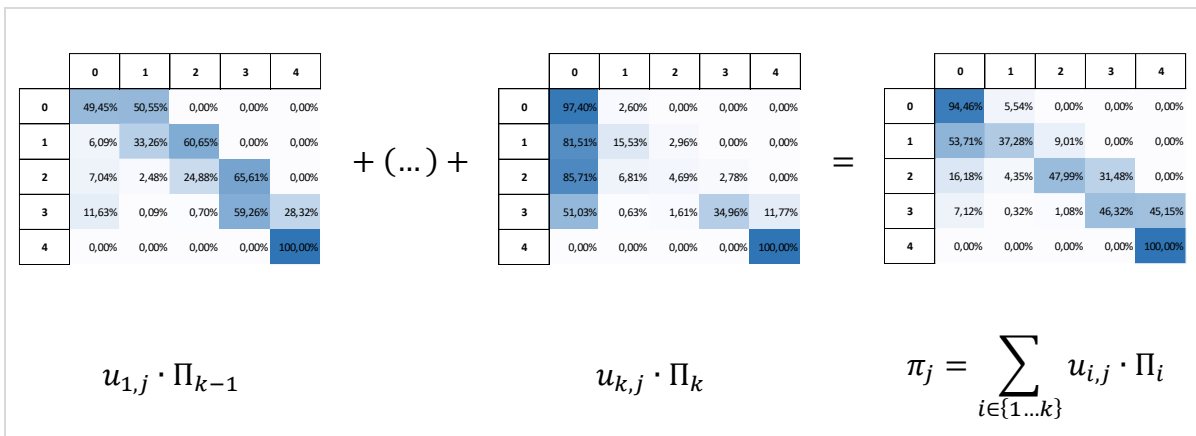 0 1 2 3 4 0 1 2 3 4 0 1 2 3 4
0 49,45% 50,55% 0,00% 0,00% 0,00% 0 97,40% 2,60% 0,00% 0,00% 0,00% 0 94,46% 5,54% 0,00% 0,00% 0,00%
1 6,09% 33,26% 60,65% 0,00% 0,00% 1 81,51% 15,53% 2,96% 0,00% 0,00% 1 53,71% 37,28% 9,01% 0,00% 0,00%
2 7,04% 2,48% 24,88% 65,61% 0,00% + (...) + 2 85,71% 6,81% 4,69% 2,78% 0,00% = 2 16,18% 4,35% 47,99% 31,48% 0,00%
3 11,63% 0,09% 0,70% 59,26% 28,32% 3 51,03% 0,63% 1,61% 34,96% 11,77% 3 7,12% 0,32% 1,08% 46,32% 45,15%
4 0,00% 0,00% 0,00% 0,00% 100,00% 4 0,00% 0,00% 0,00% 0,00% 100,00% 4 0,00% 0,00% 0,00% 0,00% 100,00%
u₁,ⱼ · Πₖ₋₁ uₖ,ⱼ · Πₖ πⱼ = ∑ uᵢ,ⱼ · Πᵢ
i∈{1…k}